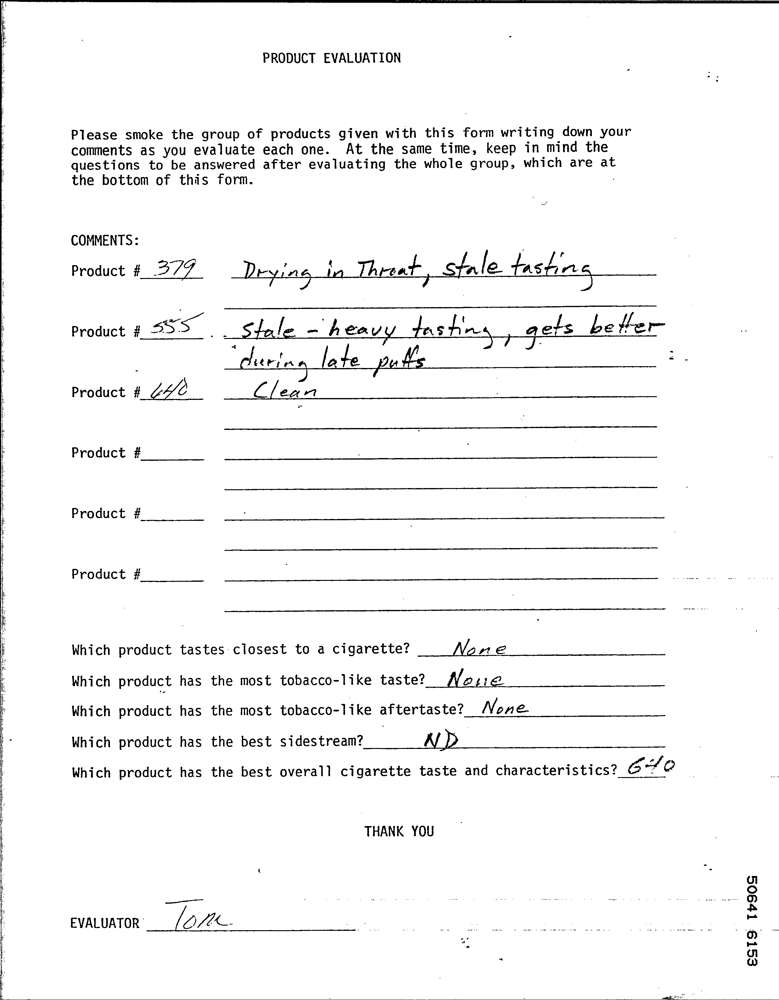 PRODUCT EVALUATION
Please smoke the group of products given with this form writing down your
comments as you evaluate each one. At the same time, keep in mind the
questions to be answered after evaluating the whole group, which are at
the bottom of this form.
COMMENTS:
Product # 379 Drying in Throat, stale tasting
Product # 555 Stale - heavy tasting, gets better
during late puffs
Product # 640 Clean
Product #
Product #
Product #
Which product tastes closest to a cigarette? None
Which product has the most tobacco-like taste? None
Which product has the most tobacco-like aftertaste? None
Which product has the best sidestream? ND
Which product has the best overall cigarette taste and characteristics? 640
THANK YOU
EVALUATOR Tom
50641 6153